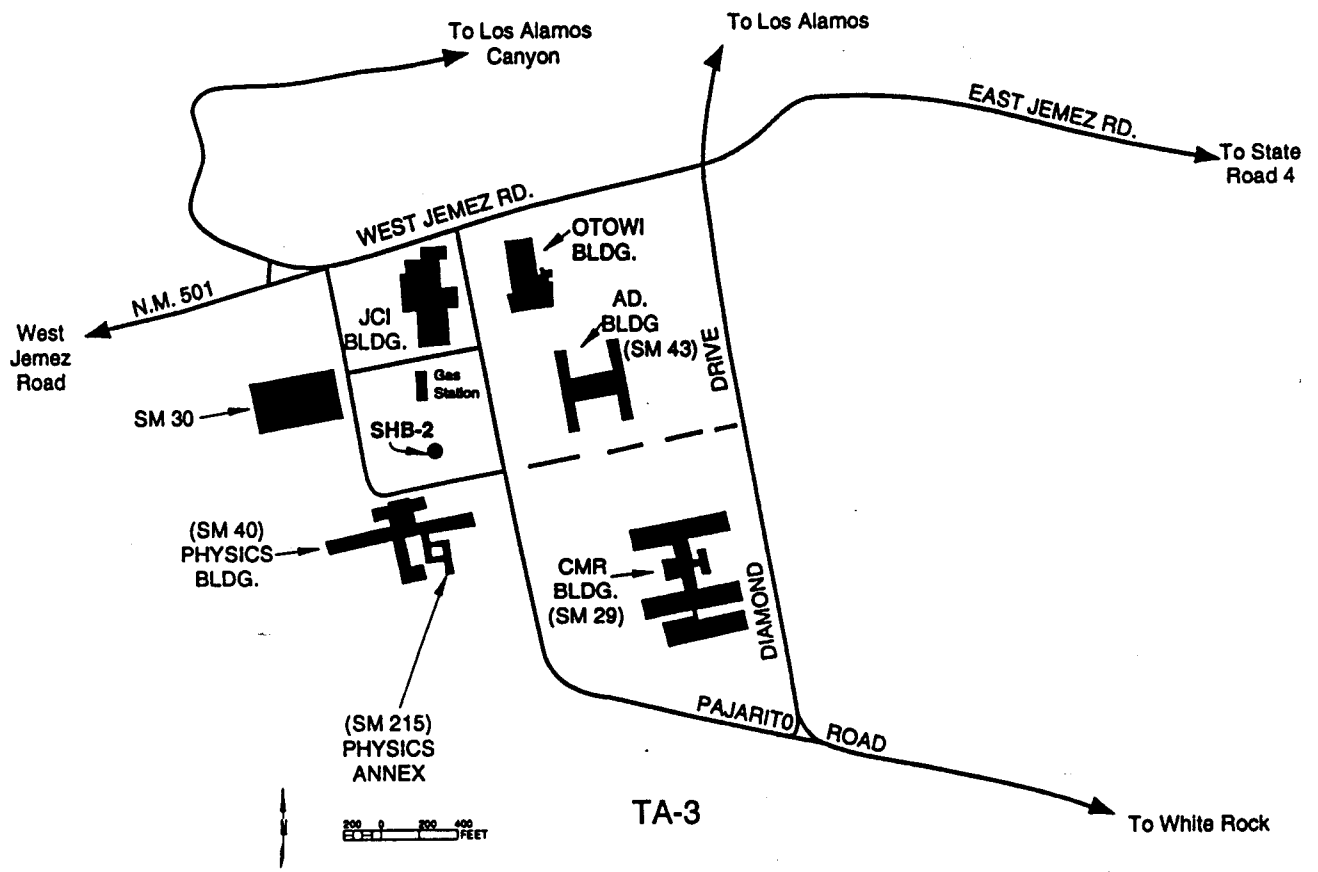 To Los Alamos
Canyon
To Los Alamos
EAST JEMEZ RD.
To State
Road 4
WEST JEMEZ RD.
OTOWI
BLDG.
N.M. 501
West
Jemez
Road
JCI
BLDG.
AD.
BLDG
(SM 43)
DRIVE
Gas
Station
SM 30
SHB-2
(SM 40)
PHYSICS
BLDG.
CMR
BLDG.
(SM 29)
DIAMOND
(SM 215)
PHYSICS
ANNEX
PAJARITO
ROAD
To White Rock
TA-3
N
200 0 200 400
FEET